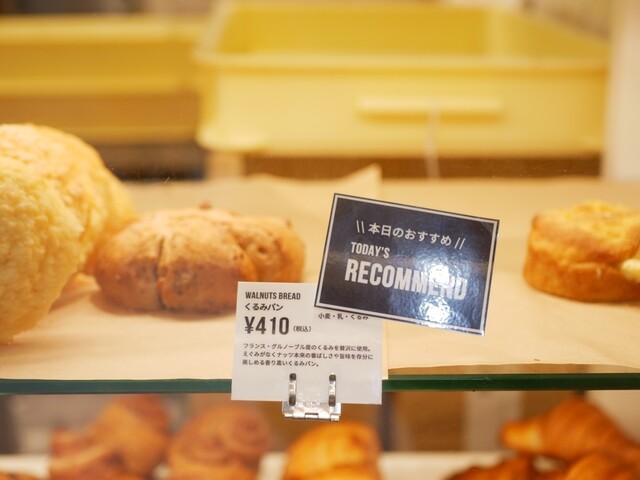 \\ 本日のおすすめ //
TODAY'S
RECOMMEND
WALNUTS BREAD
くるみパン
¥410 (税込)
小麦・乳・くるみ
フランス・グルノーブル産のくるみを贅沢に使用。
えぐみがなくナッツ本来の香ばしさや旨味を存分に
楽しめる香り高いくるみパン。